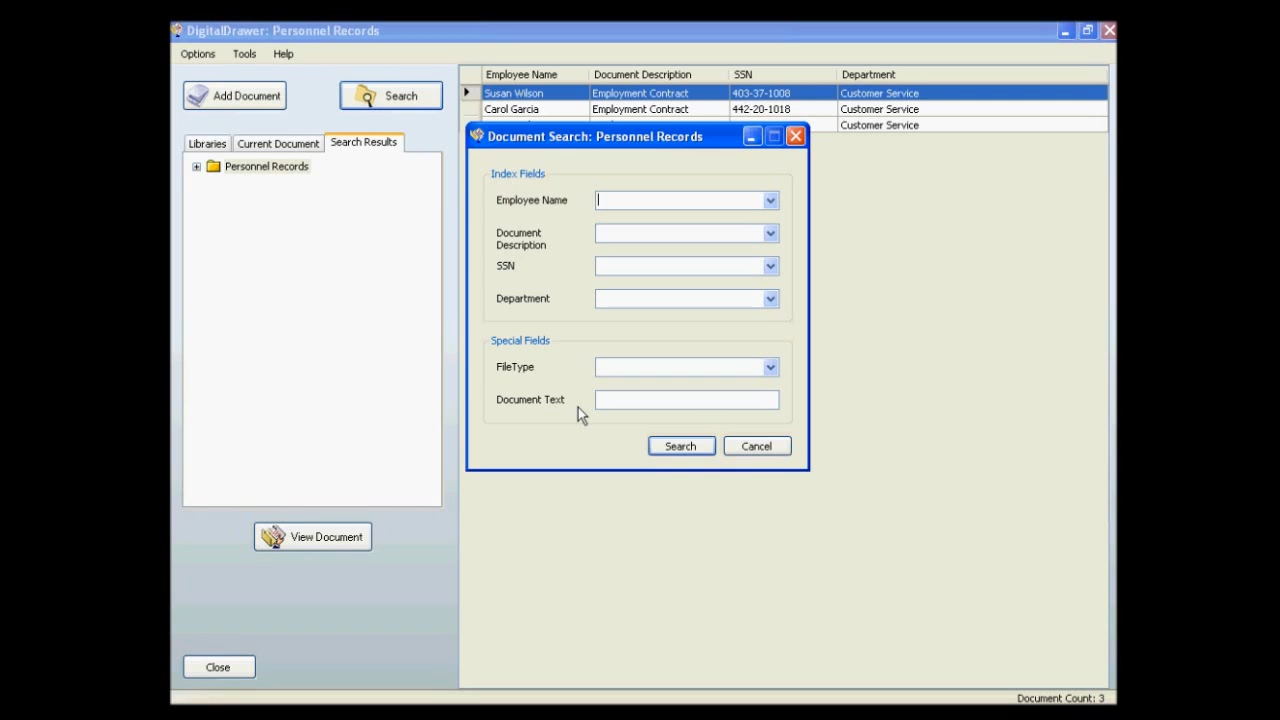 DigitalDrawer: Personnel Records
Options Tools Help
Add Document Search
Libraries Current Document Search Results
Personnel Records
View Document
Close
Employee Name Document Description SSN Department
Susan Wilson Employment Contract 403-37-1008 Customer Service
Carol Garcia Employment Contract 442-20-1018 Customer Service
Customer Service
Document Search: Personnel Records
Index Fields
Employee Name
Document
Description
SSN
Department
Special Fields
FileType
Document Text
Search Cancel
Document Count: 3